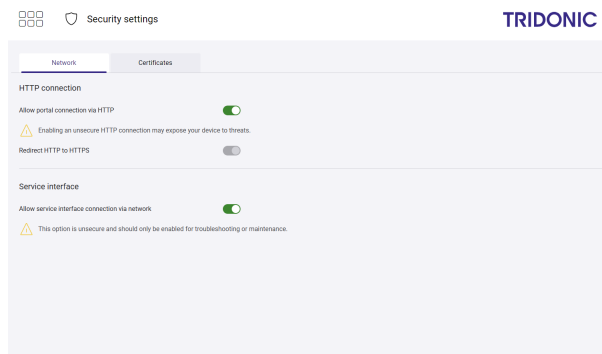 Security settings
TRIDONIC
Network
Certificates
HTTP connection
Allow portal connection via HTTP
Enabling an unsecure HTTP connection may expose your device to threats.
Redirect HTTP to HTTPS
Service interface
Allow service interface connection via network
This option is unsecure and should only be enabled for troubleshooting or maintenance.